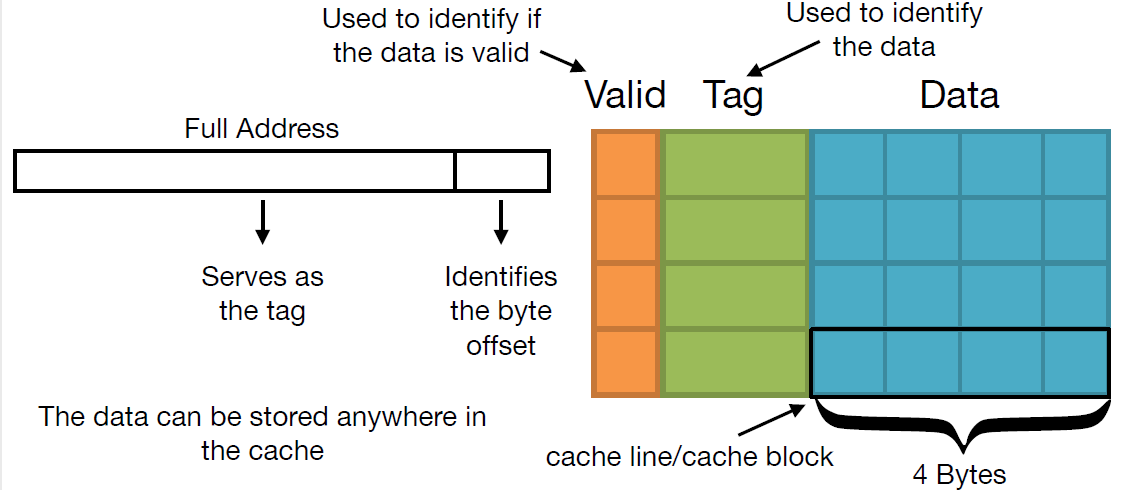 Used to identify if
the data is valid
Used to identify
the data
Valid
Tag
Data
Full Address
Serves as
the tag
Identifies
the byte
offset
The data can be stored anywhere in
the cache
cache line/cache block
4 Bytes